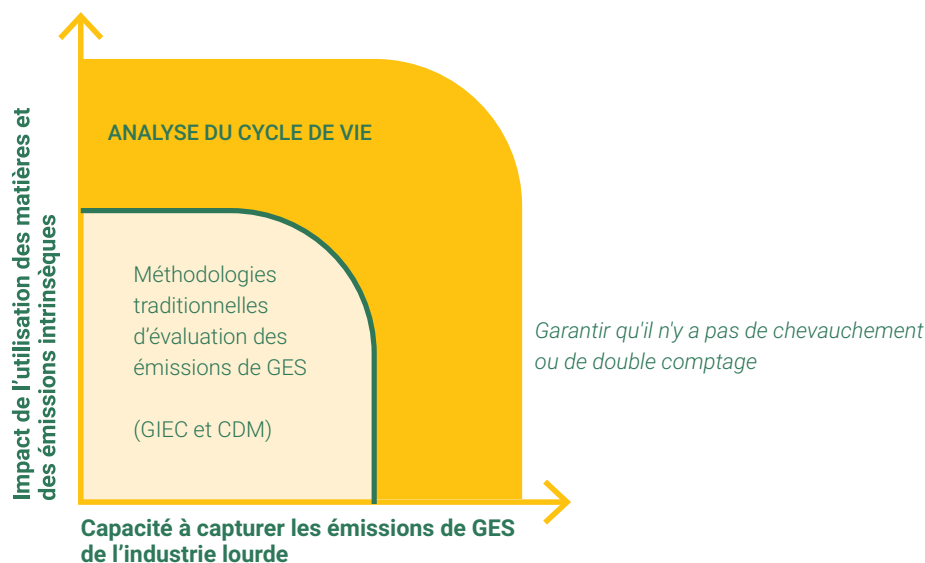 Impact de l’utilisation des matières et
des émissions intrinsèques
ANALYSE DU CYCLE DE VIE
Méthodologies
traditionnelles
d’évaluation des
émissions de GES
(GIEC et CDM)
Garantir qu'il n'y a pas de chevauchement
ou de double comptage
Capacité à capturer les émissions de GES
de l’industrie lourde